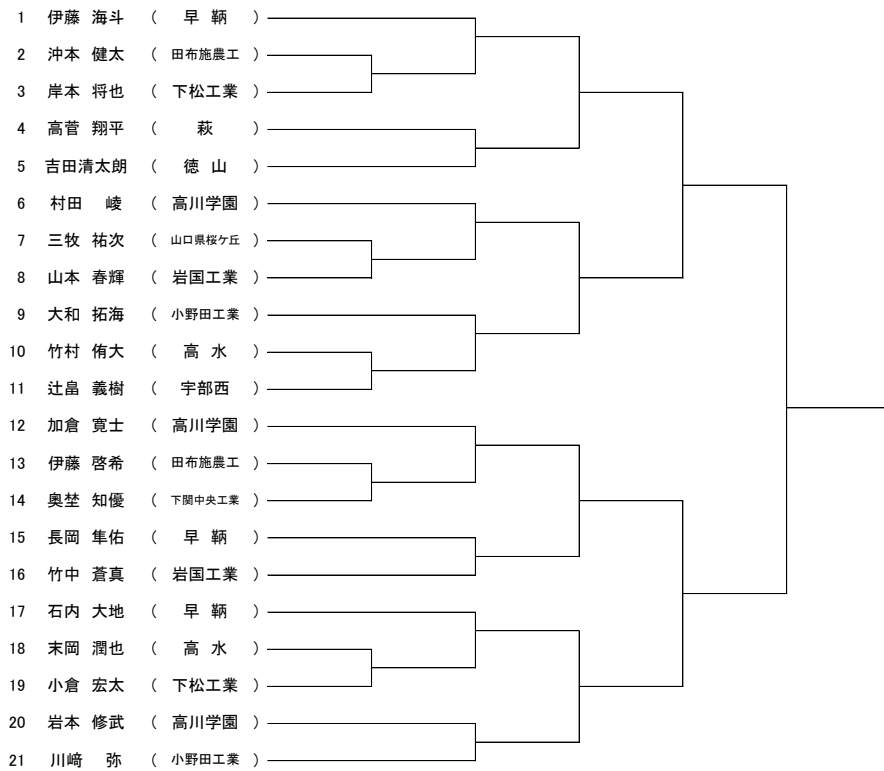 1 伊藤 海斗 ( 早 鞆 )
2 沖本 健太 ( 田布施農工 )
3 岸本 将也 ( 下松工業 )
4 高菅 翔平 ( 萩 )
5 吉田清太朗 ( 徳 山 )
6 村田 崚 ( 高川学園 )
7 三牧 祐次 ( 山口県桜ケ丘 )
8 山本 春輝 ( 岩国工業 )
9 大和 拓海 ( 小野田工業 )
10 竹村 侑大 ( 高 水 )
11 辻畠 義樹 ( 宇部西 )
12 加倉 寛士 ( 高川学園 )
13 伊藤 啓希 ( 田布施農工 )
14 奥埜 知優 ( 下関中央工業 )
15 長岡 隼佑 ( 早 鞆 )
16 竹中 蒼真 ( 岩国工業 )
17 石内 大地 ( 早 鞆 )
18 末岡 潤也 ( 高 水 )
19 小倉 宏太 ( 下松工業 )
20 岩本 修武 ( 高川学園 )
21 川﨑 弥 ( 小野田工業 )